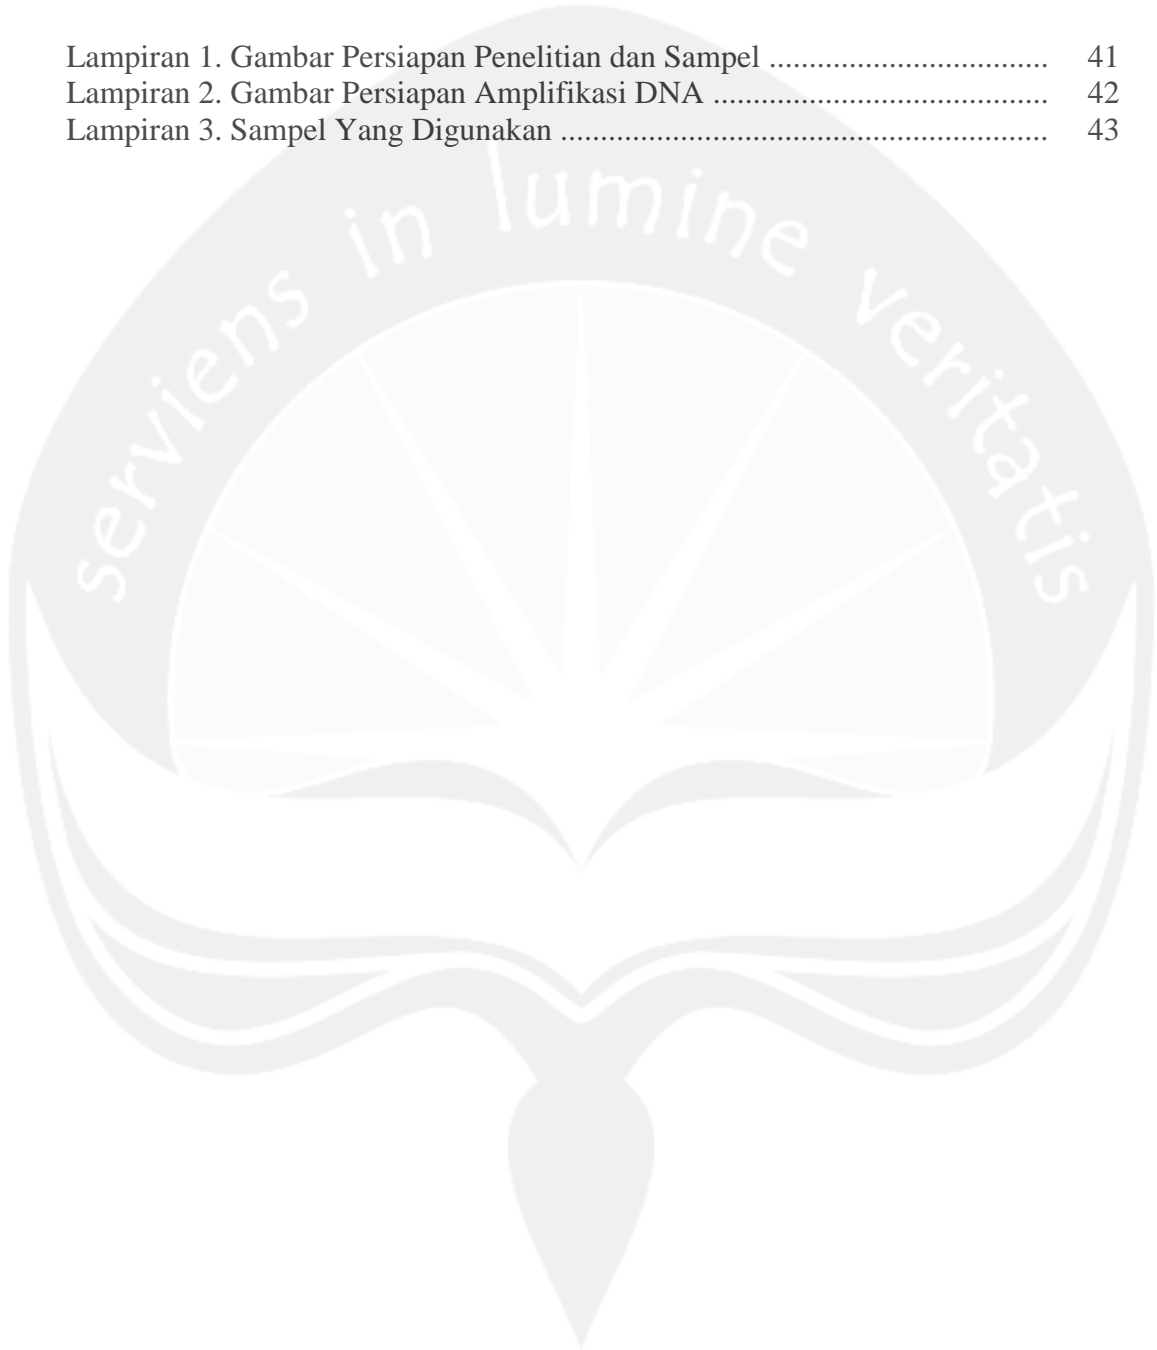 Lampiran 1. Gambar Persiapan Penelitian dan Sampel ................................... 41
Lampiran 2. Gambar Persiapan Amplifikasi DNA .......................................... 42
Lampiran 3. Sampel Yang Digunakan ............................................................. 43
serviens in lumine veritatis